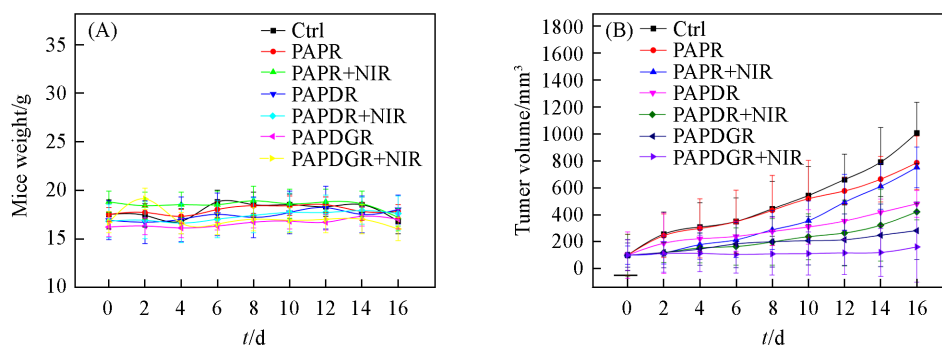 (A)
Ctrl
PAPR
PAPR+NIR
PAPDR
PAPDR+NIR
PAPDGR
PAPDGR+NIR
35
30
25
20
15
10
Mice weight/g
0 2 4 6 8 10 12 14 16
t/d
(B)
Ctrl
PAPR
PAPR+NIR
PAPDR
PAPDR+NIR
PAPDGR
PAPDGR+NIR
1800
1600
1400
1200
1000
800
600
400
200
0
Tumer volume/mm³
0 2 4 6 8 10 12 14 16
t/d